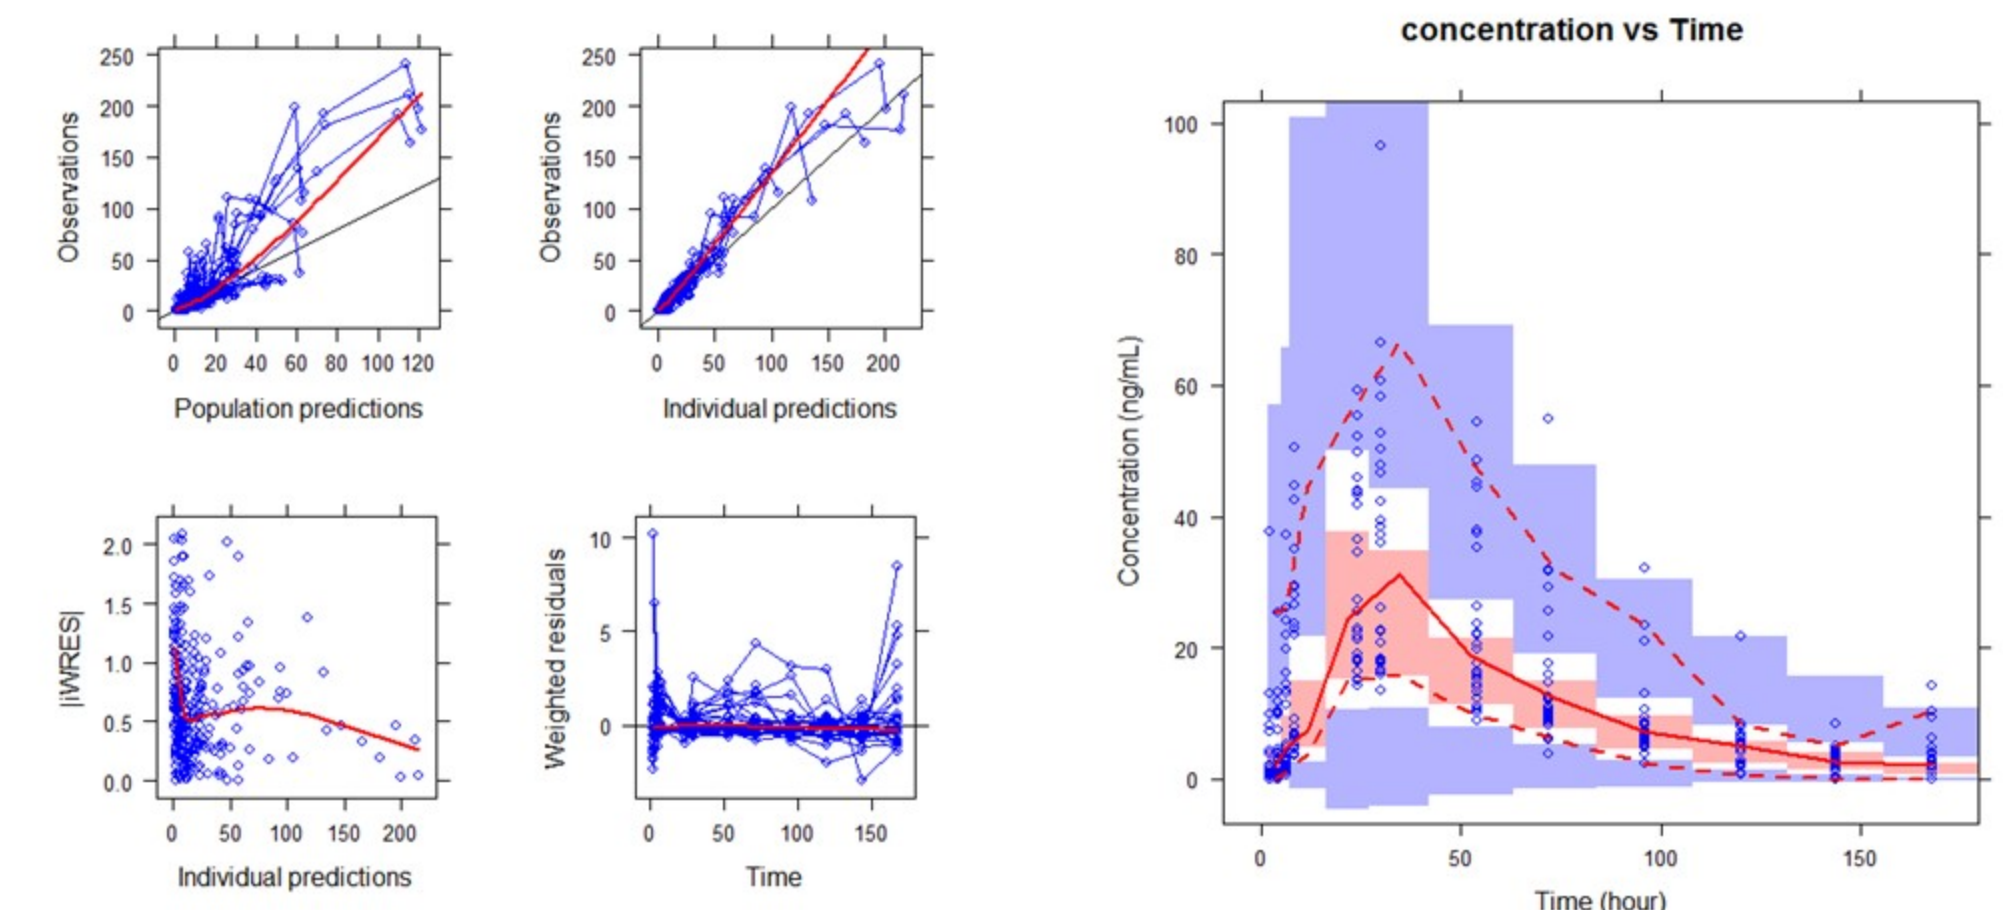 concentration vs Time
250
200
150
100
50
0
Observations
0 20 40 60 80 100 120
Population predictions
250
200
150
100
50
0
Observations
0 50 100 150 200
Individual predictions
2.0
1.5
1.0
0.5
0.0
|iWRES|
0 50 100 150 200
Individual predictions
10
5
0
Weighted residuals
0 50 100 150
Time
100
80
60
40
20
0
Concentration (ng/mL)
0 50 100 150
Time (hour)